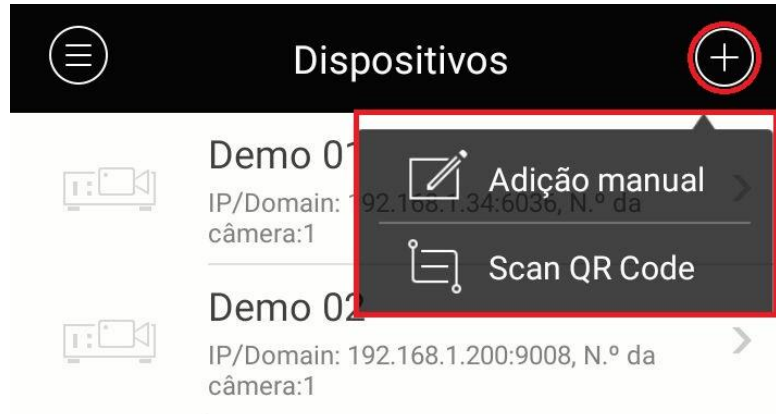 Dispositivos
Demo 01
Adição manual
IP/Domain: 192.168.1.34:6036, N.º da
câmera:1
Scan QR Code
Demo 02
IP/Domain: 192.168.1.200:9008, N.º da
câmera:1